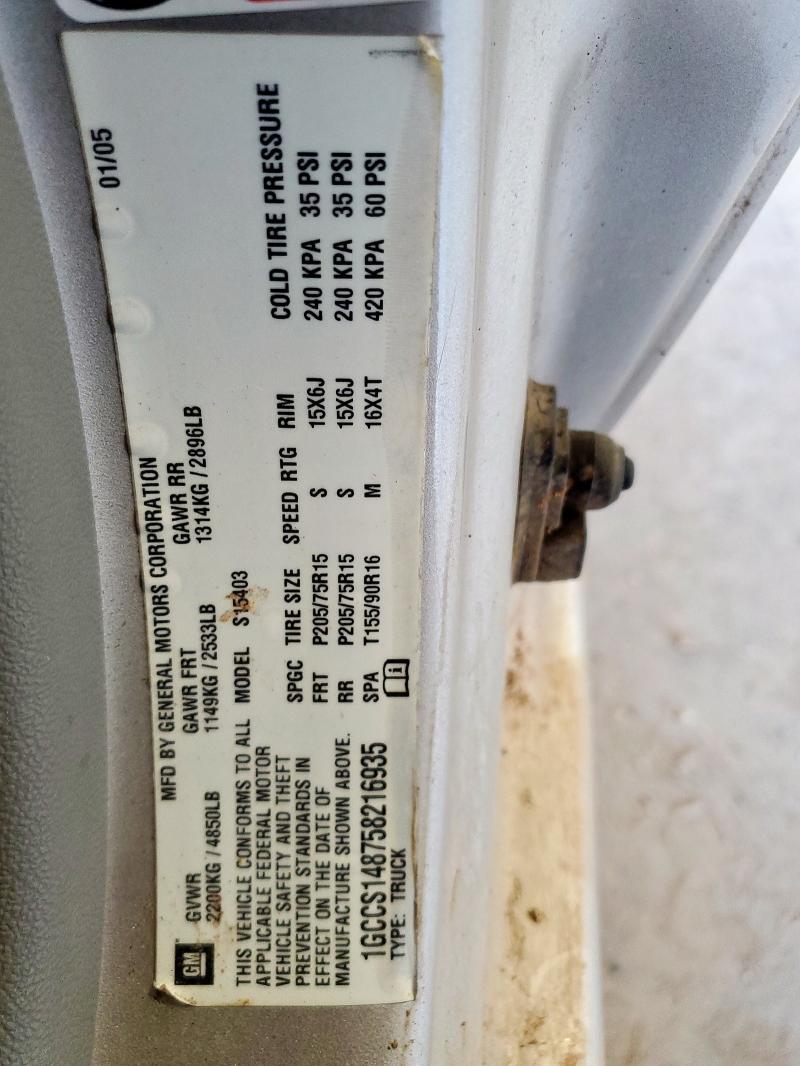 MFD BY GENERAL MOTORS CORPORATION 01/05
GM GVWR GAWR FRT GAWR RR
2200KG / 4850LB 1149KG / 2533LB 1314KG / 2896LB
THIS VEHICLE CONFORMS TO ALL
APPLICABLE FEDERAL MOTOR
VEHICLE SAFETY AND THEFT
PREVENTION STANDARDS IN
EFFECT ON THE DATE OF
MANUFACTURE SHOWN ABOVE.
1GCCS148758216935
TYPE: TRUCK
MODEL S15403
SPGC TIRE SIZE SPEED RTG RIM COLD TIRE PRESSURE
FRT P205/75R15 S 15X6J 240 KPA 35 PSI
RR P205/75R15 S 15X6J 240 KPA 35 PSI
SPA T155/90R16 M 16X4T 420 KPA 60 PSI